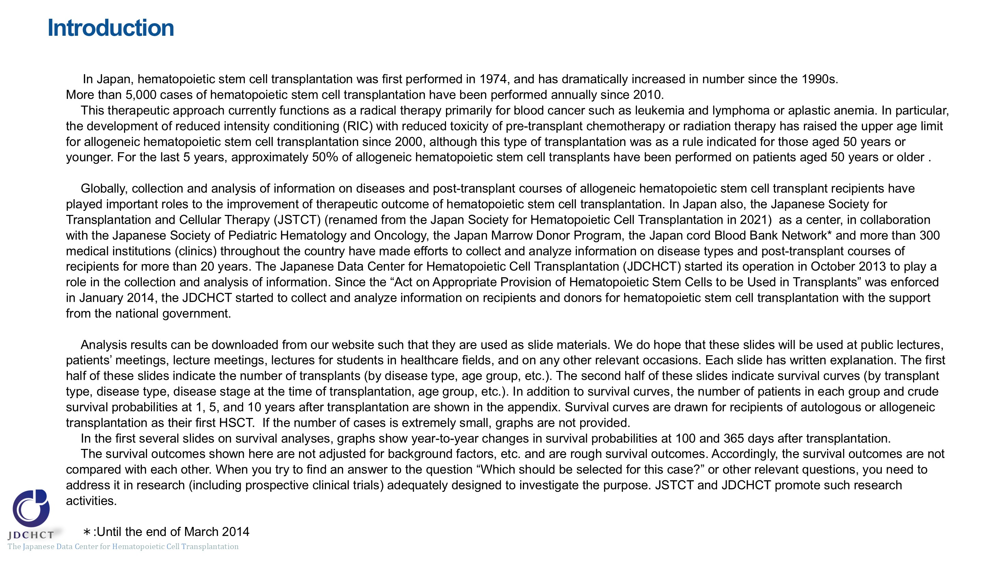 Introduction
In Japan, hematopoietic stem cell transplantation was first performed in 1974, and has dramatically increased in number since the 1990s.
More than 5,000 cases of hematopoietic stem cell transplantation have been performed annually since 2010.
This therapeutic approach currently functions as a radical therapy primarily for blood cancer such as leukemia and lymphoma or aplastic anemia. In particular,
the development of reduced intensity conditioning (RIC) with reduced toxicity of pre-transplant chemotherapy or radiation therapy has raised the upper age limit
for allogeneic hematopoietic stem cell transplantation since 2000, although this type of transplantation was as a rule indicated for those aged 50 years or
younger. For the last 5 years, approximately 50% of allogeneic hematopoietic stem cell transplants have been performed on patients aged 50 years or older .
Globally, collection and analysis of information on diseases and post-transplant courses of allogeneic hematopoietic stem cell transplant recipients have
played important roles to the improvement of therapeutic outcome of hematopoietic stem cell transplantation. In Japan also, the Japanese Society for
Transplantation and Cellular Therapy (JSTCT) (renamed from the Japan Society for Hematopoietic Cell Transplantation in 2021)  as a center, in collaboration
with the Japanese Society of Pediatric Hematology and Oncology, the Japan Marrow Donor Program, the Japan cord Blood Bank Network* and more than 300
medical institutions (clinics) throughout the country have made efforts to collect and analyze information on disease types and post-transplant courses of
recipients for more than 20 years. The Japanese Data Center for Hematopoietic Cell Transplantation (JDCHCT) started its operation in October 2013 to play a
role in the collection and analysis of information. Since the “Act on Appropriate Provision of Hematopoietic Stem Cells to be Used in Transplants” was enforced
in January 2014, the JDCHCT started to collect and analyze information on recipients and donors for hematopoietic stem cell transplantation with the support
from the national government.
Analysis results can be downloaded from our website such that they are used as slide materials. We do hope that these slides will be used at public lectures,
patients’ meetings, lecture meetings, lectures for students in healthcare fields, and on any other relevant occasions. Each slide has written explanation. The first
half of these slides indicate the number of transplants (by disease type, age group, etc.). The second half of these slides indicate survival curves (by transplant
type, disease type, disease stage at the time of transplantation, age group, etc.). In addition to survival curves, the number of patients in each group and crude
survival probabilities at 1, 5, and 10 years after transplantation are shown in the appendix. Survival curves are drawn for recipients of autologous or allogeneic
transplantation as their first HSCT.  If the number of cases is extremely small, graphs are not provided.
In the first several slides on survival analyses, graphs show year-to-year changes in survival probabilities at 100 and 365 days after transplantation.
The survival outcomes shown here are not adjusted for background factors, etc. and are rough survival outcomes. Accordingly, the survival outcomes are not
compared with each other. When you try to find an answer to the question “Which should be selected for this case?” or other relevant questions, you need to
address it in research (including prospective clinical trials) adequately designed to investigate the purpose. JSTCT and JDCHCT promote such research
activities.
＊:Until the end of March 2014
JDCHCT
The Japanese Data Center for Hematopoietic Cell Transplantation